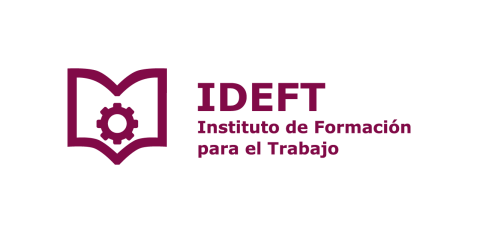 IDEFT
Instituto de Formación
para el Trabajo